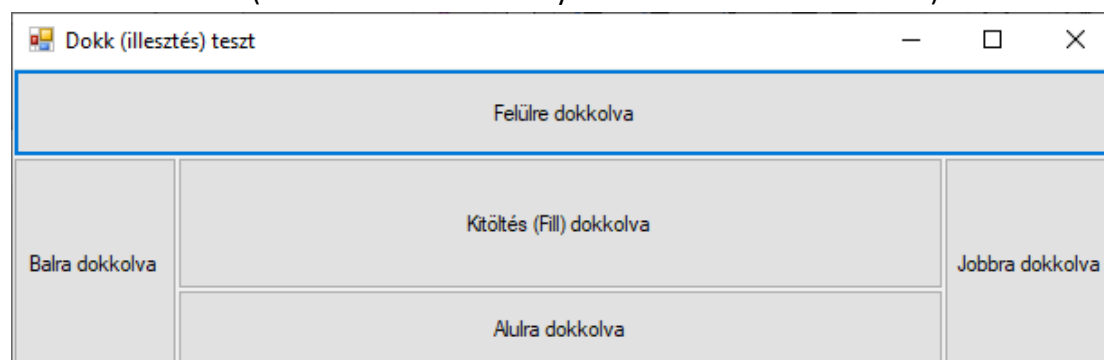 Dokk (illesztés) teszt
Felülre dokkolva
Kitöltés (Fill) dokkolva
Balra dokkolva
Jobbra dokkolva
Alulra dokkolva